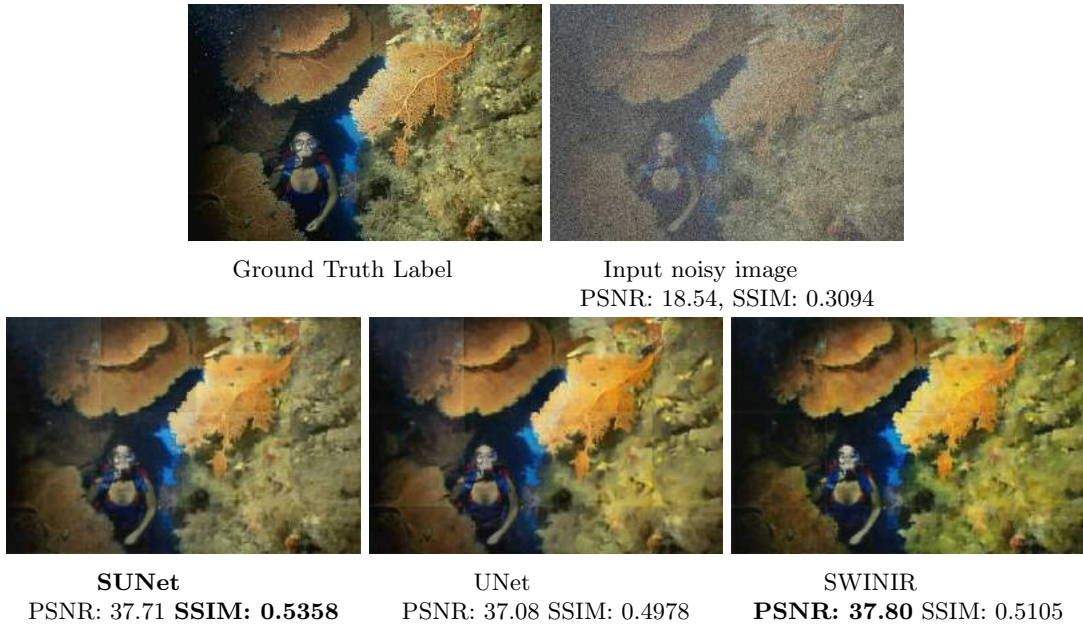 Ground Truth Label
Input noisy image
PSNR: 18.54, SSIM: 0.3094
SUNet
PSNR: 37.71 SSIM: 0.5358
UNet
PSNR: 37.08 SSIM: 0.4978
SWINIR
PSNR: 37.80 SSIM: 0.5105